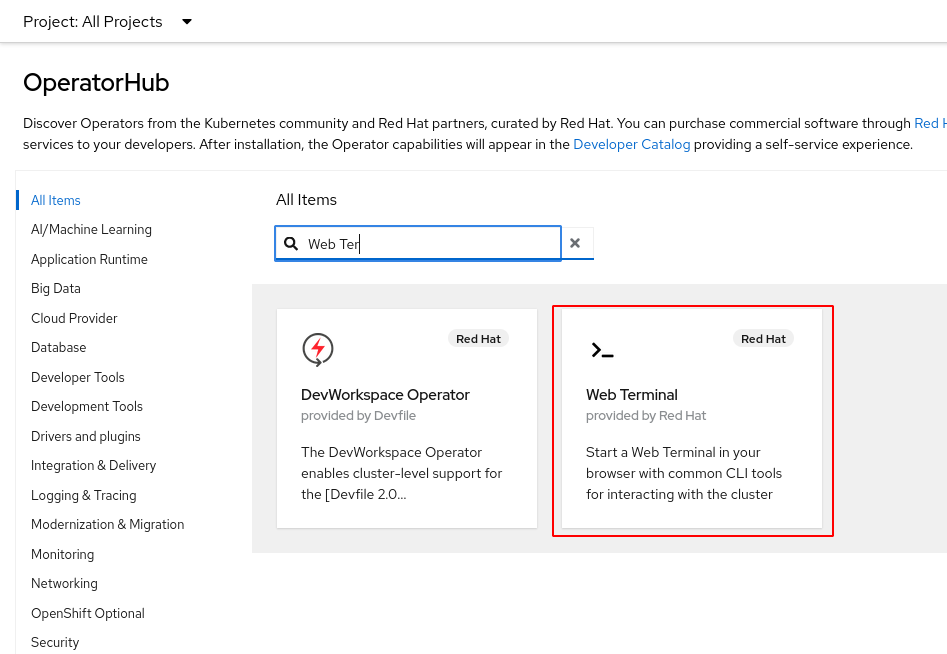 Project: All Projects
OperatorHub
Discover Operators from the Kubernetes community and Red Hat partners, curated by Red Hat. You can purchase commercial software through Red
services to your developers. After installation, the Operator capabilities will appear in the Developer Catalog providing a self-service experience.
All Items
AI/Machine Learning
Application Runtime
Big Data
Cloud Provider
Database
Developer Tools
Development Tools
Drivers and plugins
Integration & Delivery
Logging & Tracing
Modernization & Migration
Monitoring
Networking
OpenShift Optional
Security
All Items
Web Ter
Red Hat
DevWorkspace Operator
provided by Devfile
The DevWorkspace Operator
enables cluster-level support for
the [Devfile 2.0...
Red Hat
Web Terminal
provided by Red Hat
Start a Web Terminal in your
browser with common CLI tools
for interacting with the cluster